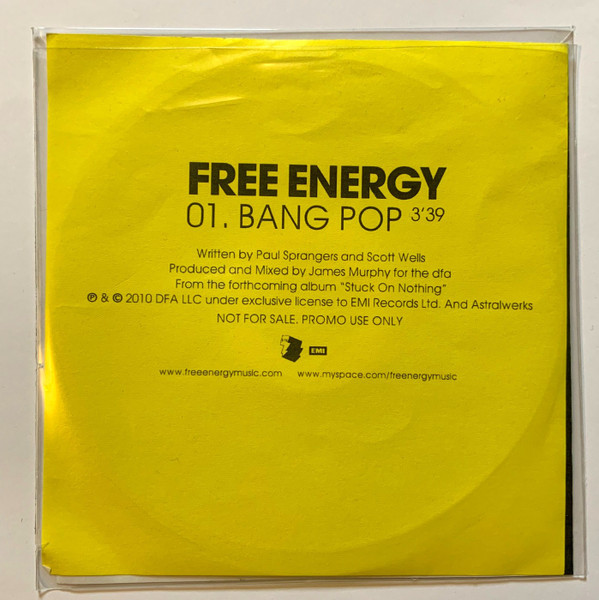 FREE ENERGY
01. BANG POP 3'39
Written by Paul Sprangers and Scott Wells
Produced and Mixed by James Murphy for the dfa
From the forthcoming album "Stuck On Nothing"
℗ & © 2010 DFA LLC under exclusive license to EMI Records Ltd. And Astralwerks
NOT FOR SALE. PROMO USE ONLY
EMI
www.freeenergymusic.com www.myspace.com/freenergymusic